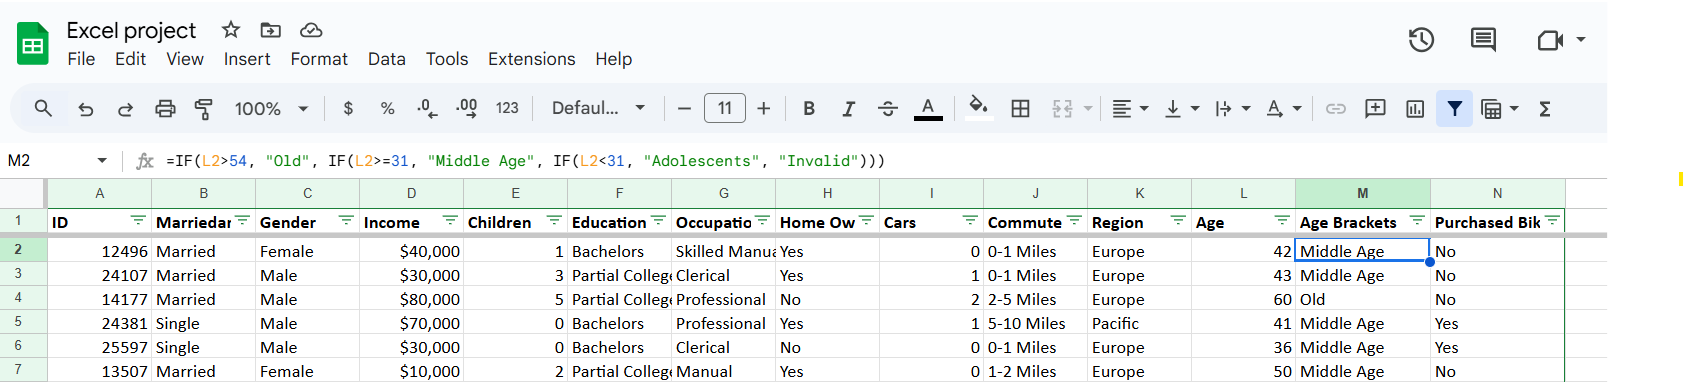 Excel project
File Edit View Insert Format Data Tools Extensions Help
100% $ % .0 .00 123 Defaul... − 11 + B I S A A Σ
M2 fx =IF(L2>54, "Old", IF(L2>=31, "Middle Age", IF(L2<31, "Adolescents", "Invalid")))
A B C D E F G H I J K L M N
1 ID Marriedar Gender Income Children Education Occupatio Home Ow Cars Commute Region Age Age Brackets Purchased Bik
2 12496 Married Female $40,000 1 Bachelors Skilled Manua Yes 0 0-1 Miles Europe 42 Middle Age No
3 24107 Married Male $30,000 3 Partial College Clerical Yes 1 0-1 Miles Europe 43 Middle Age No
4 14177 Married Male $80,000 5 Partial College Professional No 2 2-5 Miles Europe 60 Old No
5 24381 Single Male $70,000 0 Bachelors Professional Yes 1 5-10 Miles Pacific 41 Middle Age Yes
6 25597 Single Male $30,000 0 Bachelors Clerical No 0 0-1 Miles Europe 36 Middle Age Yes
7 13507 Married Female $10,000 2 Partial College Manual Yes 0 1-2 Miles Europe 50 Middle Age No